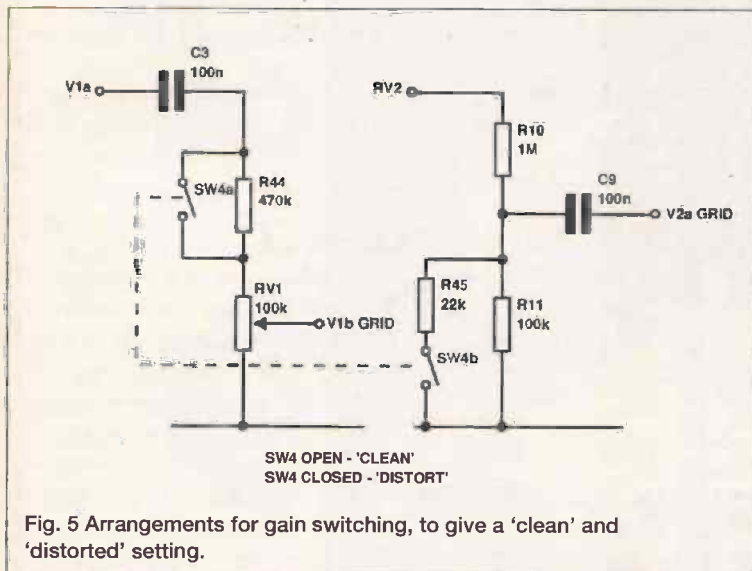 C3
100n
V1a
SW4a
R44
470k
RV1
100k
V1b GRID
RV2
R10
1M
C9
100n
V2a GRID
R45
22k
R11
100k
SW4b
SW4 OPEN - 'CLEAN'
SW4 CLOSED - 'DISTORT'
Fig. 5 Arrangements for gain switching, to give a 'clean' and
'distorted' setting.